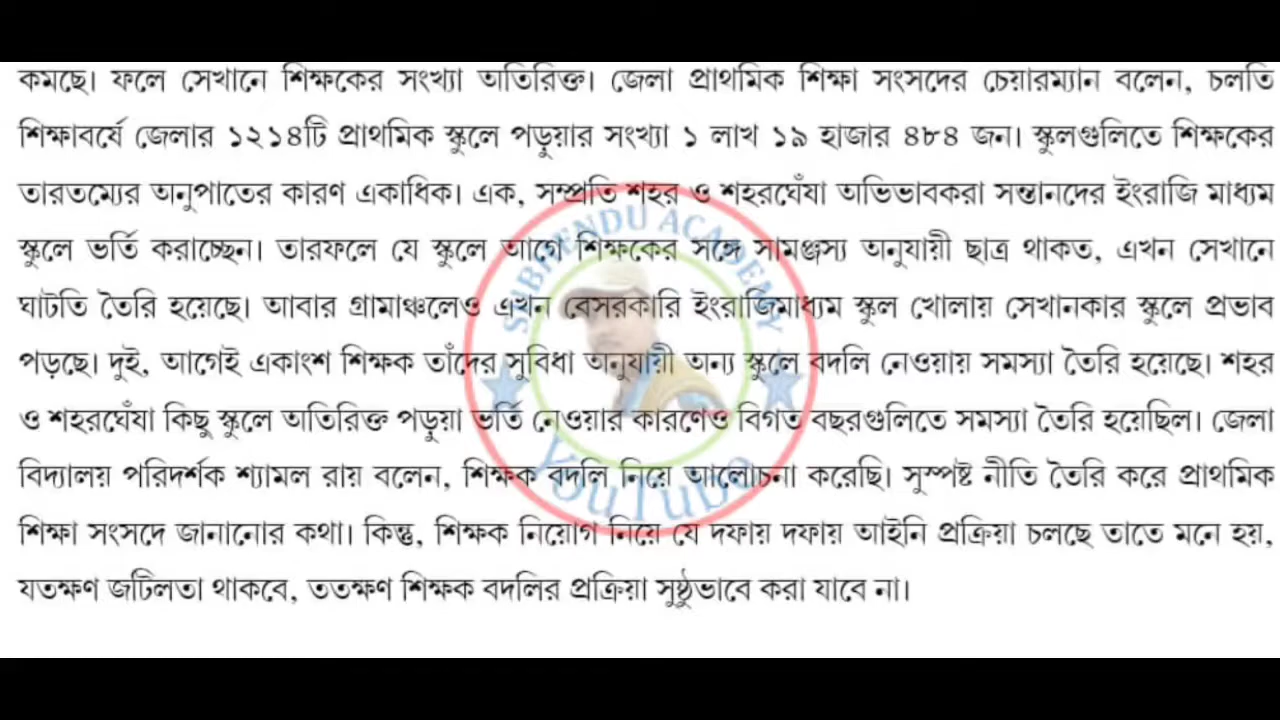 কমছে। ফলে সেখানে শিক্ষকের সংখ্যা অতিরিক্ত। জেলা প্রাথমিক শিক্ষা সংসদের চেয়ারম্যান বলেন, চলতি
শিক্ষাবর্ষে জেলার ১২১৪টি প্রাথমিক স্কুলে পড়ুয়ার সংখ্যা ১ লাখ ১৯ হাজার ৪৮৪ জন। স্কুলগুলিতে শিক্ষকের
তারতম্যের অনুপাতের কারণ একাধিক। এক, সম্প্রতি শহর ও শহরঘেঁষা অভিভাবকরা সন্তানদের ইংরাজি মাধ্যম
স্কুলে ভর্তি করাচ্ছেন। তারফলে যে স্কুলে আগে শিক্ষকের সঙ্গে সামঞ্জস্য অনুযায়ী ছাত্র থাকত, এখন সেখানে
ঘাটতি তৈরি হয়েছে। আবার গ্রামাঞ্চলেও এখন বেসরকারি ইংরাজিমাধ্যম স্কুল খোলায় সেখানকার স্কুলে প্রভাব
পড়ছে। দুই, আগেই একাংশ শিক্ষক তাঁদের সুবিধা অনুযায়ী অন্য স্কুলে বদলি নেওয়ায় সমস্যা তৈরি হয়েছে। শহর
ও শহরঘেঁষা কিছু স্কুলে অতিরিক্ত পড়ুয়া ভর্তি নেওয়ার কারণেও বিগত বছরগুলিতে সমস্যা তৈরি হয়েছিল। জেলা
বিদ্যালয় পরিদর্শক শ্যামল রায় বলেন, শিক্ষক বদলি নিয়ে আলোচনা করেছি। সুস্পষ্ট নীতি তৈরি করে প্রাথমিক
শিক্ষা সংসদে জানানোর কথা। কিন্তু, শিক্ষক নিয়োগ নিয়ে যে দফায় দফায় আইনি প্রক্রিয়া চলছে তাতে মনে হয়,
যতক্ষণ জটিলতা থাকবে, ততক্ষণ শিক্ষক বদলির প্রক্রিয়া সুষ্ঠুভাবে করা যাবে না।
SUBHENDU ACADEMY
YouTube